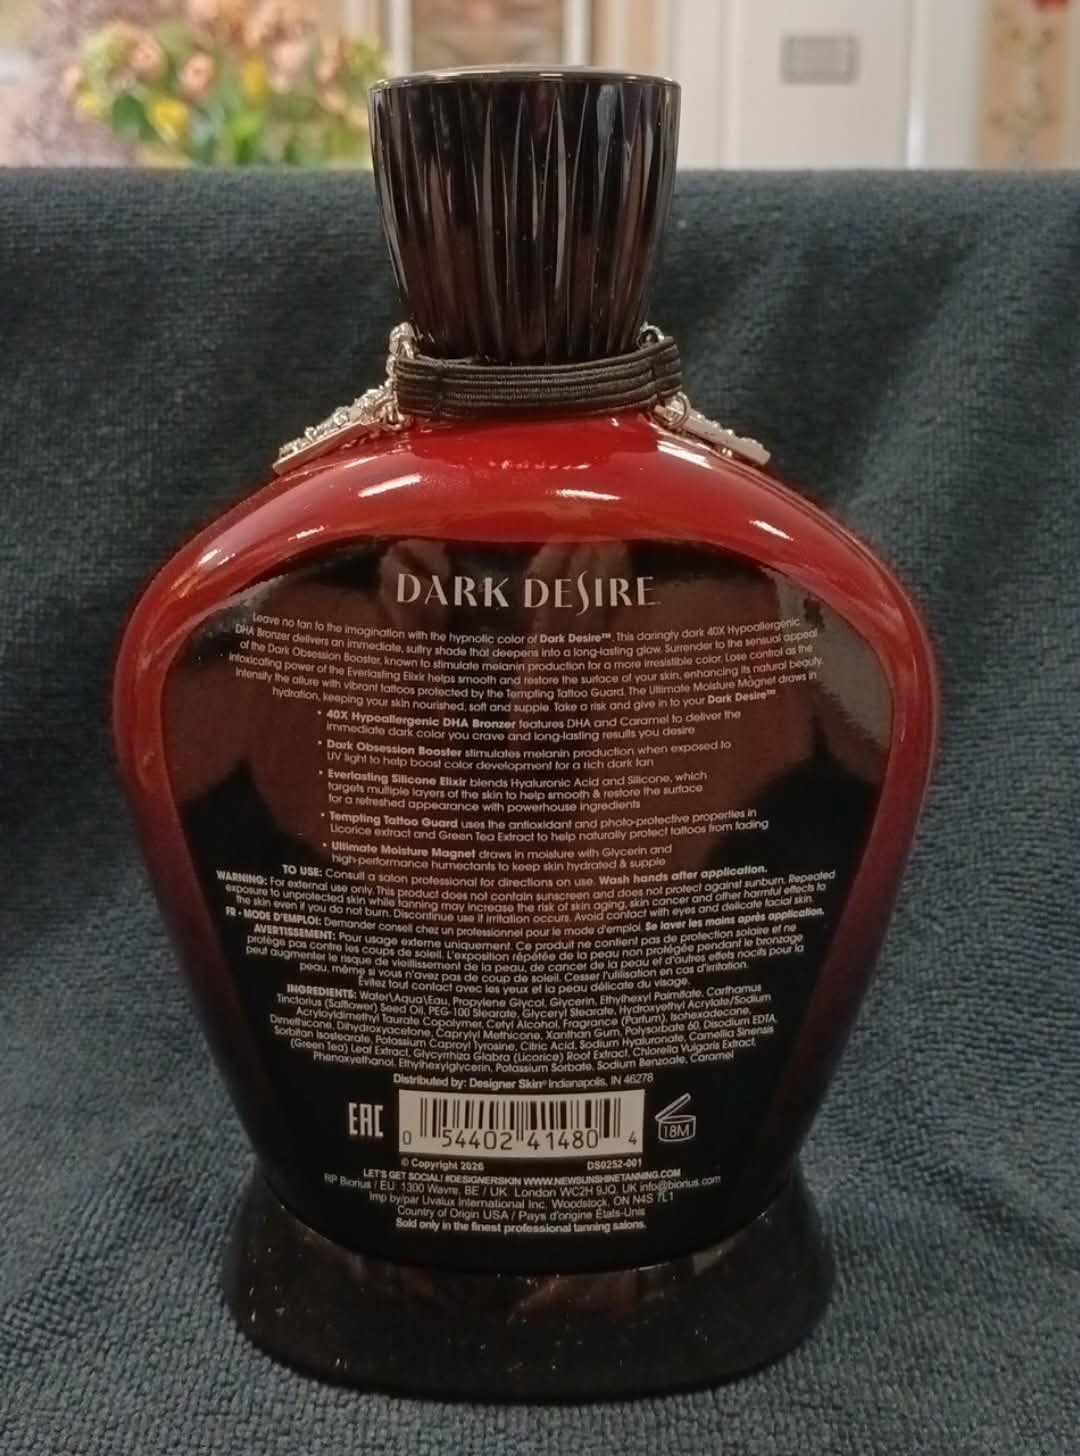 DARK DESIRE
Leave no tan to the imagination with the hypnotic color of Dark Desire™. This daringly dark 40X Hypoallergenic
DHA Bronzer delivers an immediate, sultry shade that deepens into a long-lasting glow. Surrender to the sensual appeal
of the Dark Obsession Booster, known to stimulate melanin production for a more irresistible color. Lose control as the
intoxicating power of the Everlasting Elixir helps smooth and restore the surface of your skin, enhancing its natural beauty.
Intensify the allure with vibrant tattoos protected by the Tempting Tattoo Guard. The Ultimate Moisture Magnet draws in
hydration, keeping your skin nourished, soft and supple. Take a risk and give in to your Dark Desire™
• 40X Hypoallergenic DHA Bronzer features DHA and Caramel to deliver the
immediate dark color you crave and long-lasting results you desire
• Dark Obsession Booster stimulates melanin production when exposed to
UV light to help boost color development for a rich dark tan
• Everlasting Silicone Elixir blends Hyaluronic Acid and Silicone, which
targets multiple layers of the skin to help smooth & restore the surface
for a refreshed appearance with powerhouse ingredients
• Tempting Tattoo Guard uses the antioxidant and photo-protective properties in
Licorice extract and Green Tea Extract to help naturally protect tattoos from fading
• Ultimate Moisture Magnet draws in moisture with Glycerin and
high-performance humectants to keep skin hydrated & supple
TO USE: Consult a salon professional for directions on use. Wash hands after application.
WARNING: For external use only. This product does not contain sunscreen and does not protect against sunburn. Repeated
exposure to unprotected skin while tanning may increase the risk of skin aging, skin cancer and other harmful effects to
the skin even if you do not burn. Discontinue use if irritation occurs. Avoid contact with eyes and delicate facial skin.
FR - MODE D'EMPLOI: Demander conseil chez un professionnel pour le mode d'emploi. Se laver les mains après application.
AVERTISSEMENT: Pour usage externe uniquement. Ce produit ne contient pas de protection solaire et ne
protège pas contre les coups de soleil. L'exposition répétée de la peau non protégée pendant le bronzage
peut augmenter le risque de vieillissement de la peau, de cancer de la peau et d'autres effets nocifs pour la
peau, même si vous n'avez pas de coup de soleil. Cesser l'utilisation en cas d'irritation.
Évitez tout contact avec les yeux et la peau délicate du visage.
INGREDIENTS: Water\Aqua\Eau, Propylene Glycol, Glycerin, Ethylhexyl Palmitate, Carthamus
Tinctorius (Safflower) Seed Oil, PEG-100 Stearate, Glyceryl Stearate, Hydroxyethyl Acrylate/Sodium
Acryloyldimethyl Taurate Copolymer, Cetyl Alcohol, Fragrance (Parfum), Isohexadecane,
Dimethicone, Dihydroxyacetone, Caprylyl Methicone, Xanthan Gum, Polysorbate 60, Disodium EDTA,
Sorbitan Isostearate, Potassium Caproyl Tyrosine, Citric Acid, Sodium Hyaluronate, Camellia Sinensis
(Green Tea) Leaf Extract, Glycyrrhiza Glabra (Licorice) Root Extract, Chlorella Vulgaris Extract,
Phenoxyethanol, Ethylhexylglycerin, Potassium Sorbate, Sodium Benzoate, Caramel
Distributed by: Designer Skin® Indianapolis, IN 46278
EAC
0 54402 41480 4
18M
© Copyright 2026 DS0252-001
LET'S GET SOCIAL! #DESIGNERSKIN WWW.NEWSUNSHINETANNING.COM
RP Biorius / EU 1300 Wavre, BE / UK London WC2H 9JQ, UK info@biorius.com
Imp by/par Uvalux International Inc. Woodstock, ON N4S 7L1
Country of Origin USA / Pays d'origine États-Unis
Sold only in the finest professional tanning salons.